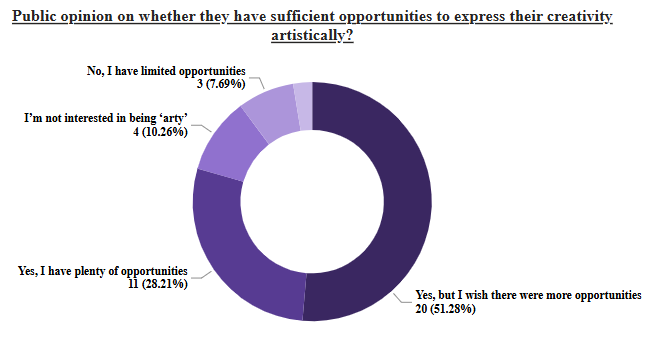 Public opinion on whether they have sufficient opportunities to express their creativity
artistically?
No, I have limited opportunities
3 (7.69%)
I’m not interested in being ‘arty’
4 (10.26%)
Yes, I have plenty of opportunities
11 (28.21%)
Yes, but I wish there were more opportunities
20 (51.28%)